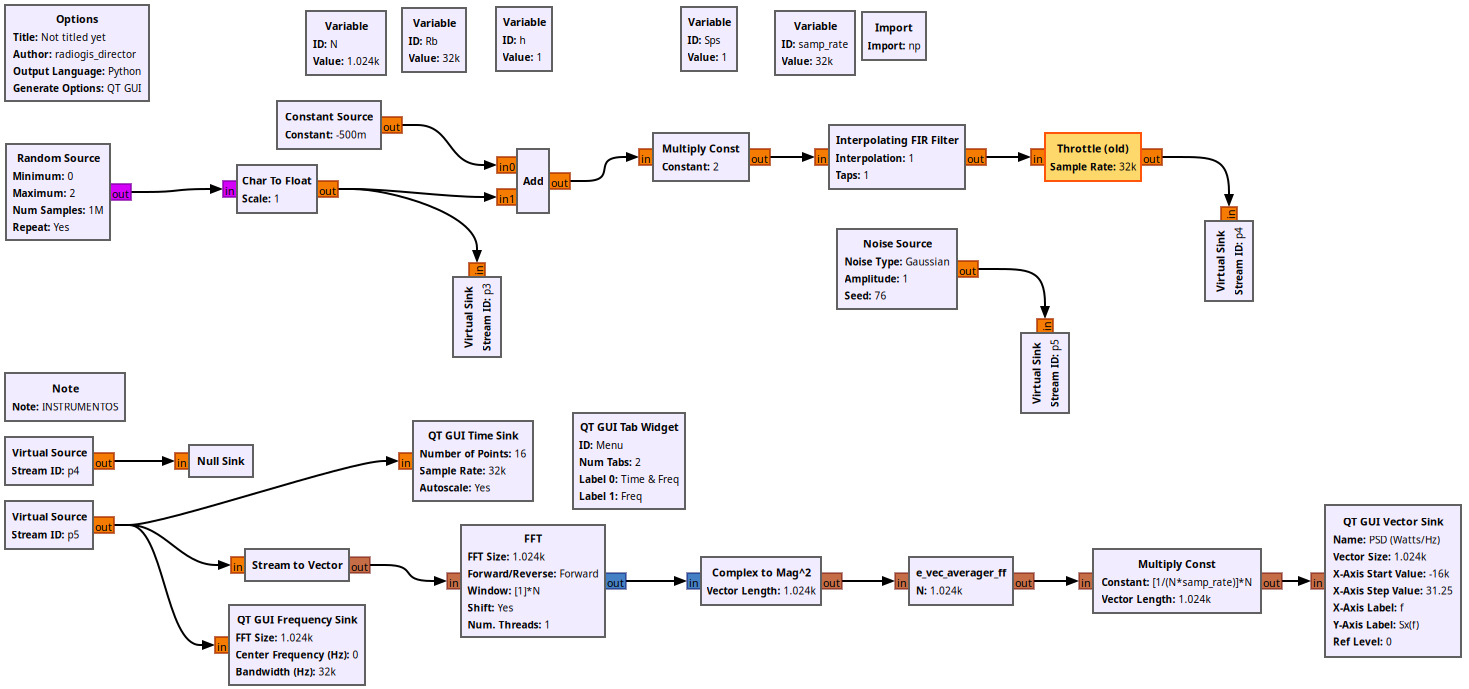 Options
Title: Not titled yet
Author: radiogis_director
Output Language: Python
Generate Options: QT GUI
Variable
ID: N
Value: 1.024k
Variable
ID: Rb
Value: 32k
Variable
ID: h
Value: 1
Variable
ID: Sps
Value: 1
Variable
ID: samp_rate
Value: 32k
Import
Import: np
Constant Source
Constant: -500m
out
Random Source
Minimum: 0
Maximum: 2
Num Samples: 1M
Repeat: Yes
out
in
Char To Float
Scale: 1
out
in0
in1
Add
out
in
Multiply Const
Constant: 2
out
in
Interpolating FIR Filter
Interpolation: 1
Taps: 1
out
in
Throttle (old)
Sample Rate: 32k
out
in
Virtual Sink
Stream ID: p4
in
Virtual Sink
Stream ID: p3
Noise Source
Noise Type: Gaussian
Amplitude: 1
Seed: 76
out
in
Virtual Sink
Stream ID: p5
Note
Note: INSTRUMENTOS
Virtual Source
Stream ID: p4
out
in
Null Sink
Virtual Source
Stream ID: p5
out
in
QT GUI Time Sink
Number of Points: 16
Sample Rate: 32k
Autoscale: Yes
QT GUI Tab Widget
ID: Menu
Num Tabs: 2
Label 0: Time & Freq
Label 1: Freq
in
Stream to Vector
out
in
FFT
FFT Size: 1.024k
Forward/Reverse: Forward
Window: [1]*N
Shift: Yes
Num. Threads: 1
out
in
Complex to Mag^2
Vector Length: 1.024k
out
in
e_vec_averager_ff
N: 1.024k
out
in
Multiply Const
Constant: [1/(N*samp_rate)]*N
Vector Length: 1.024k
out
in
QT GUI Vector Sink
Name: PSD (Watts/Hz)
Vector Size: 1.024k
X-Axis Start Value: -16k
X-Axis Step Value: 31.25
X-Axis Label: f
Y-Axis Label: Sx(f)
Ref Level: 0
in
QT GUI Frequency Sink
FFT Size: 1.024k
Center Frequency (Hz): 0
Bandwidth (Hz): 32k